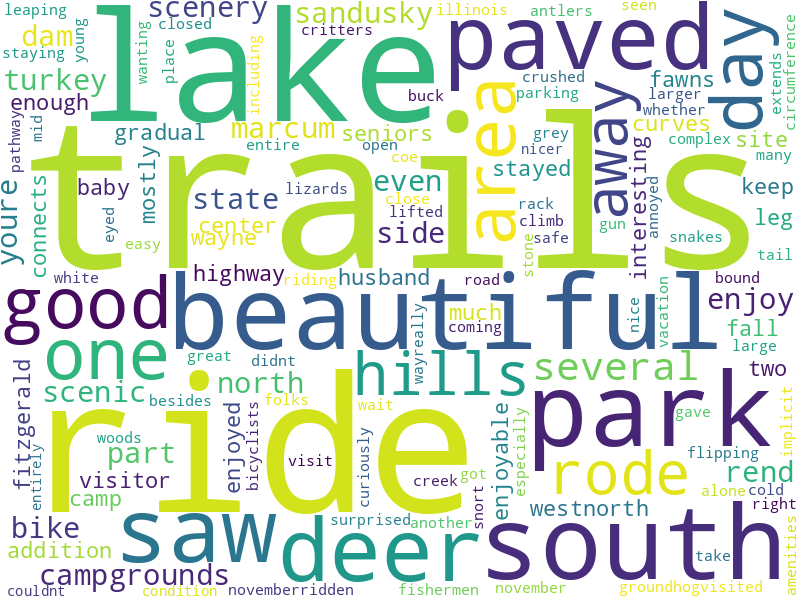 leaping
young
closed
scenery
sandusky
illinois
antlers
seen
dam
staying
wanting
place
including
lake
critters
paved
day
extends
circumference
turkey
enough
buck
crushed
parking
fawns
larger
pathway
mid
gradual
marcum
seniors
area
away
grey
nicer
curves
whether
complex
site
many
entire
open
trails
connects
mostly
baby
eyed
state
lizards
coe
even
close
stayed
rack
interesting
annoyed
keep
leg
youre
easy
center
wayne
side
lifted
climb
safe
stone
gun
snakes
tail
white
highway
riding
husband
road
bound
good
beautiful
much
coming
nice
vacation
enjoy
fall
large
one
great
didnt
wayreally
hills
several
two
fitzgerald
scenic
besides
north
folks
wait
ride
park
gave
implicit
entirely
woods
part
enjoyed
bicyclists
visit
curiously
enjoyable
especially
rode
flipping
rend
visitor
camp
creek
got
snort
alone
cold
right
westnorth
bike
saw
surprised
another
deer
south
addition
campgrounds
take
amenities
couldnt
condition
novemberridden
fishermen
november
groundhogvisited